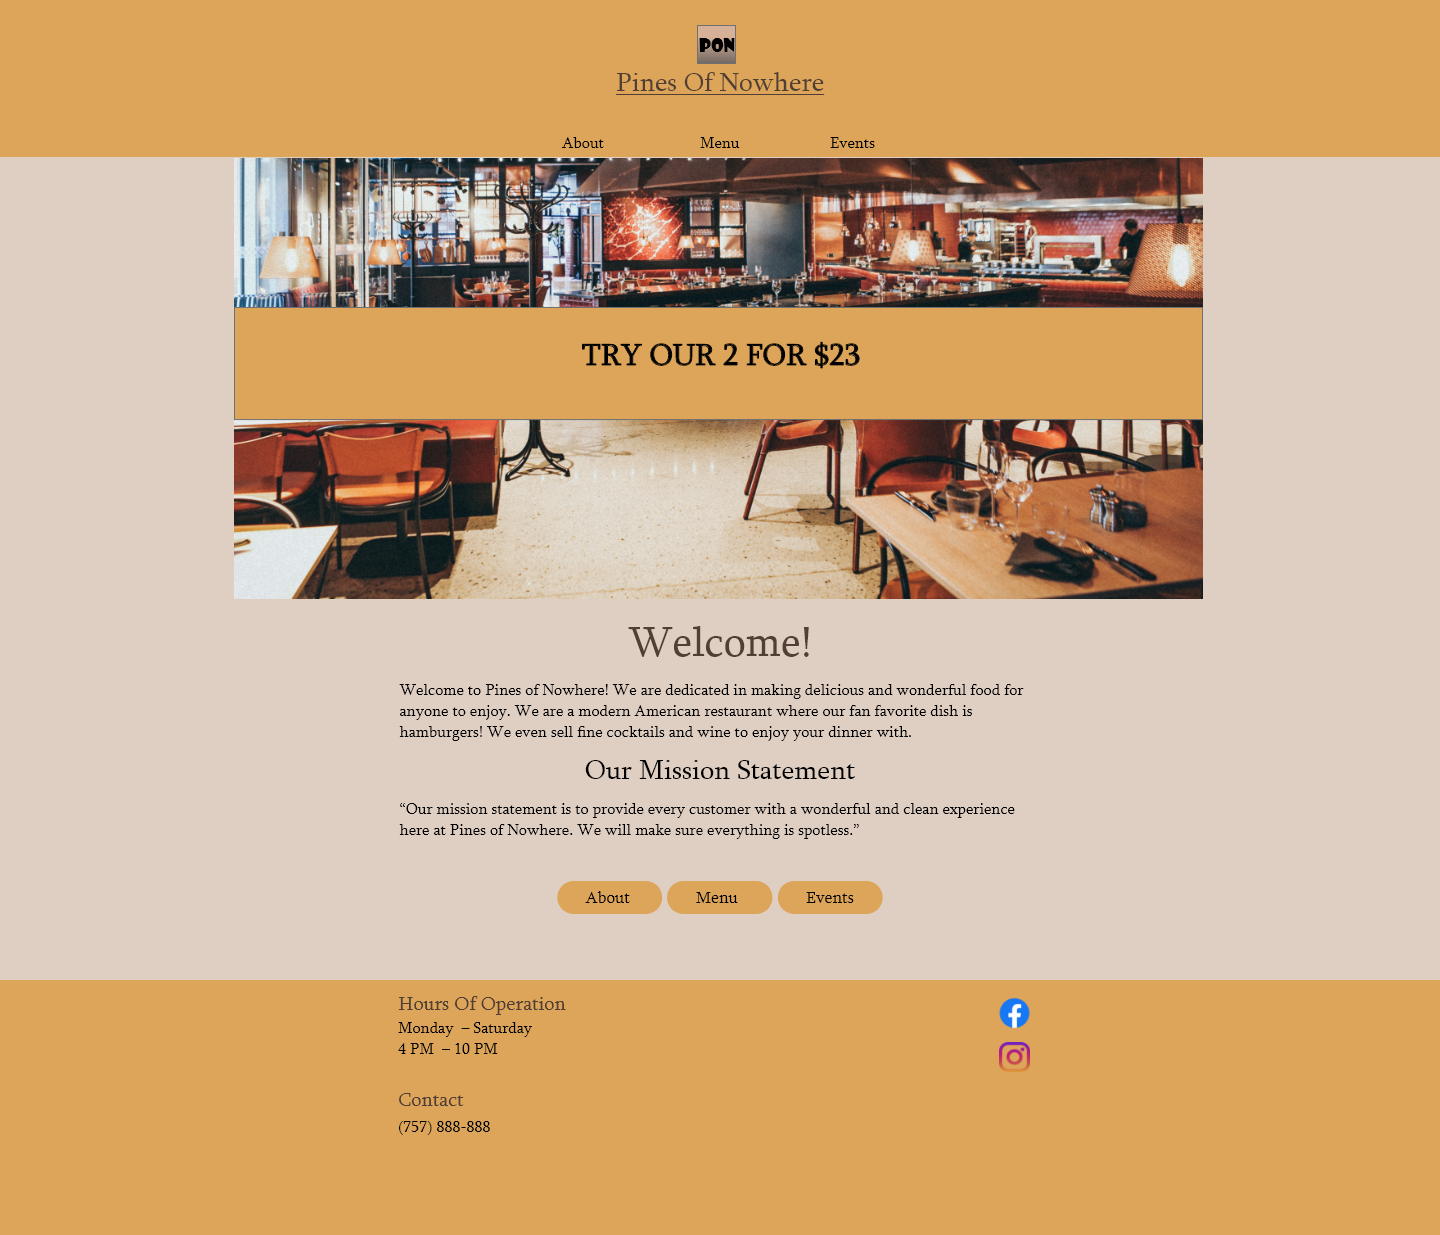 PON
Pines Of Nowhere
About Menu Events
TRY OUR 2 FOR $23
Welcome!
Welcome to Pines of Nowhere! We are dedicated in making delicious and wonderful food for
anyone to enjoy. We are a modern American restaurant where our fan favorite dish is
hamburgers! We even sell fine cocktails and wine to enjoy your dinner with.
Our Mission Statement
“Our mission statement is to provide every customer with a wonderful and clean experience
here at Pines of Nowhere. We will make sure everything is spotless.”
About Menu Events
Hours Of Operation
Monday – Saturday
4 PM – 10 PM
Contact
(757) 888-888